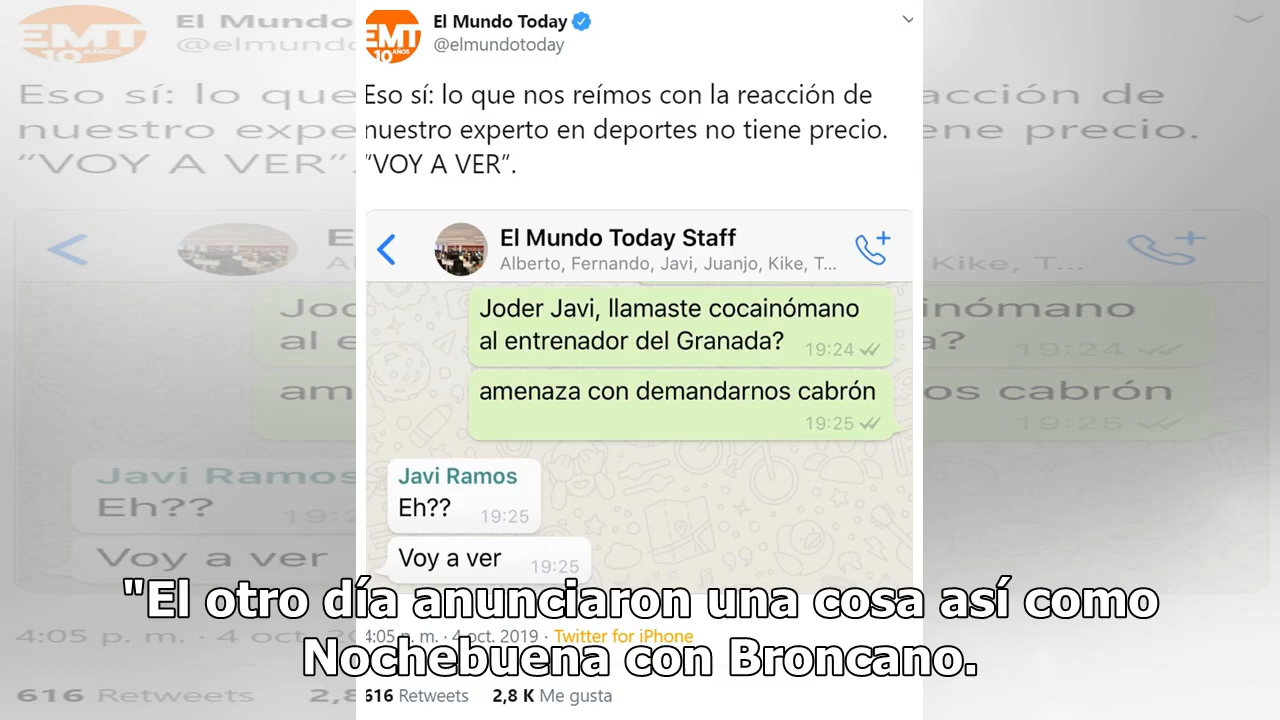 El Mundo Today
@elmundotoday
EMT
10 AÑOS
Eso sí: lo que nos reímos con la reacción de
nuestro experto en deportes no tiene precio.
"VOY A VER".
El Mundo Today Staff
Alberto, Fernando, Javi, Juanjo, Kike, T...
Joder Javi, llamaste cocainómano
al entrenador del Granada?
19:24
amenaza con demandarnos cabrón
19:25
Javi Ramos
Eh??
19:25
Voy a ver
19:25
"El otro día anunciaron una cosa así como
Nochebuena con Broncano.
4:05 p. m. · 4 oct. 2019 · Twitter for iPhone
616 Retweets 2,8 K Me gusta